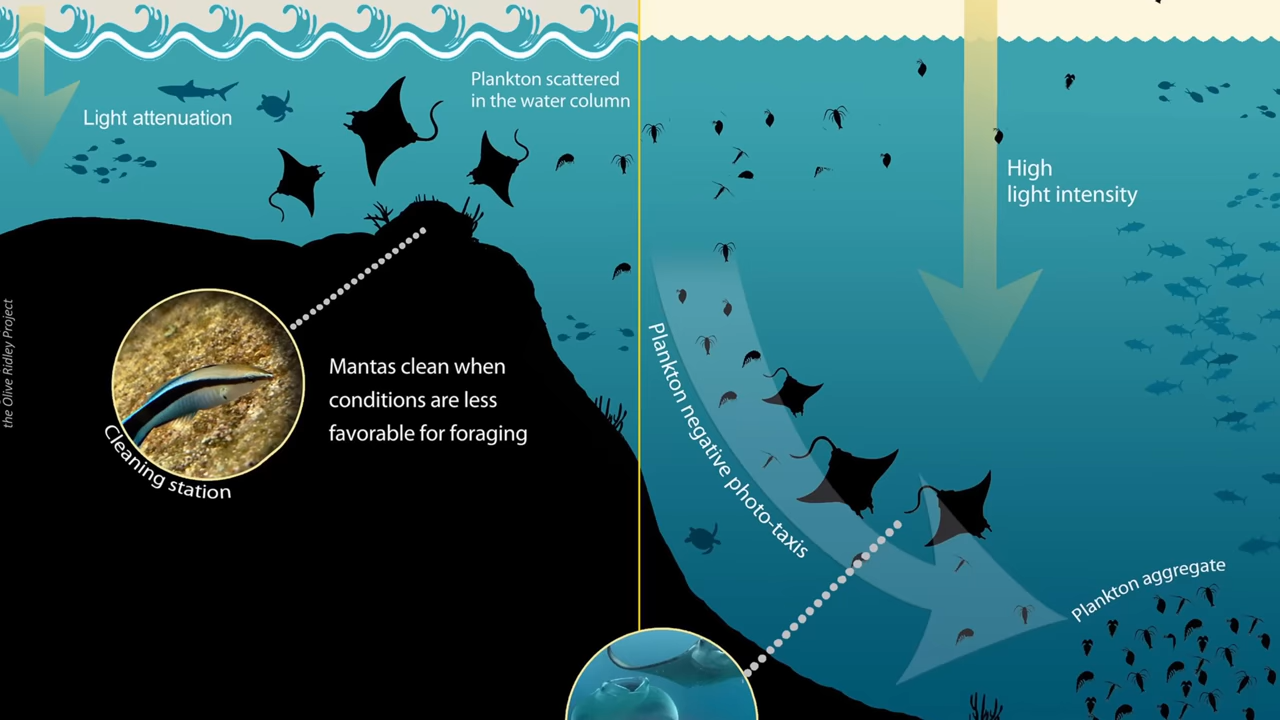 Light attenuation
Plankton scattered
in the water column
High
light intensity
the Olive Ridley Project
Mantas clean when
conditions are less
favorable for foraging
Cleaning station
Plankton negative photo-taxis
Plankton aggregate